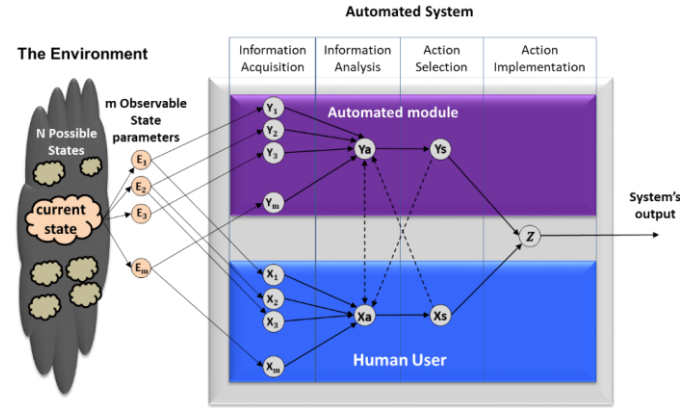 Automated System
The Environment
Information Acquisition
Information Analysis
Action Selection
Action Implementation
m Observable
State
parameters
N Possible
States
current
state
E1
E2
E3
Em
Automated module
Y1
Y2
Y3
Ym
Ya
Ys
System's
output
Z
X1
X2
X3
Xm
Xa
Xs
Human User